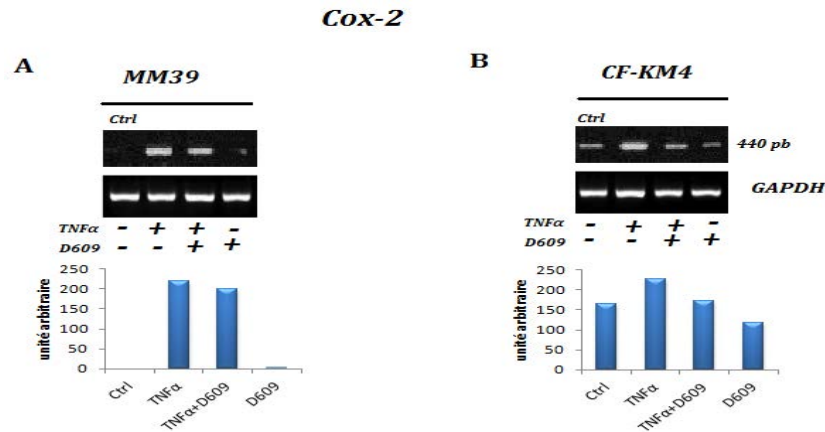 Cox-2
A
MM39
Ctrl
TNFα - + + -
D609 - - + +
unité arbitraire
250
200
150
100
50
0
Ctrl
TNFα
TNFα+D609
D609
B
CF-KM4
Ctrl
440 pb
GAPDH
TNFα - + + -
D609 - - + +
unité arbitraire
250
200
150
100
50
0
Ctrl
TNFα
TNFα+D609
D609